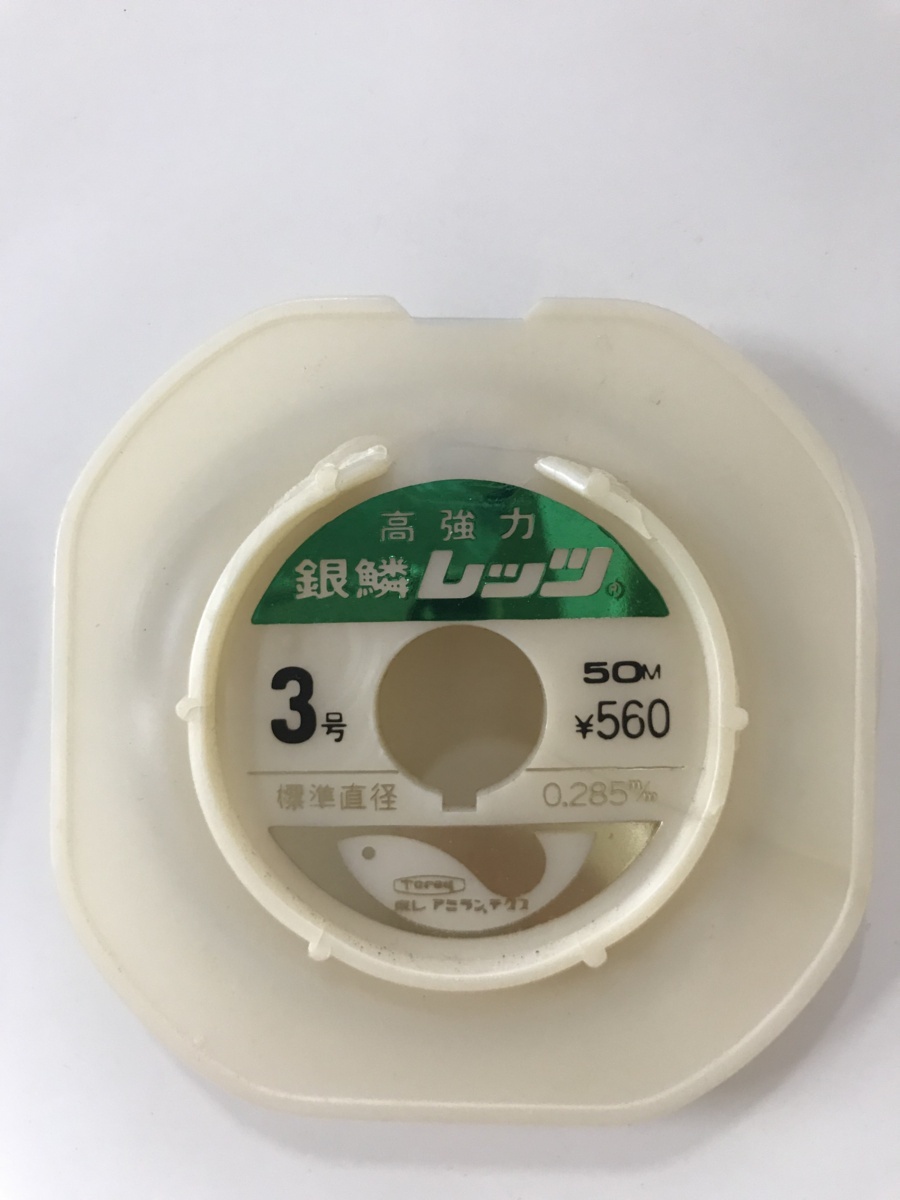 高強力
銀鱗レッツ®
3号
50M
¥560
標準直径 0.285m/m
Toray
東レ アミランテグス